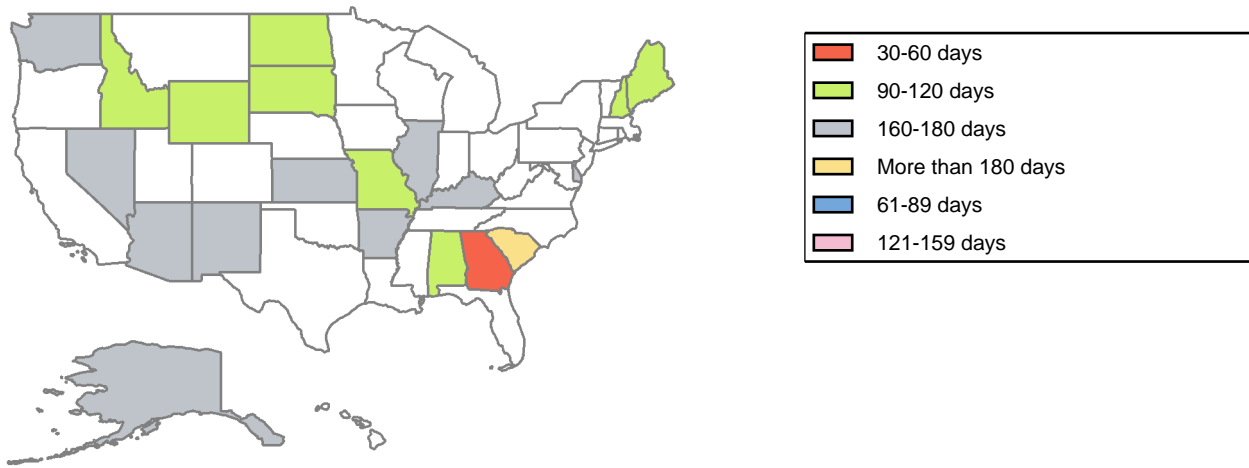 30-60 days
90-120 days
160-180 days
More than 180 days
61-89 days
121-159 days